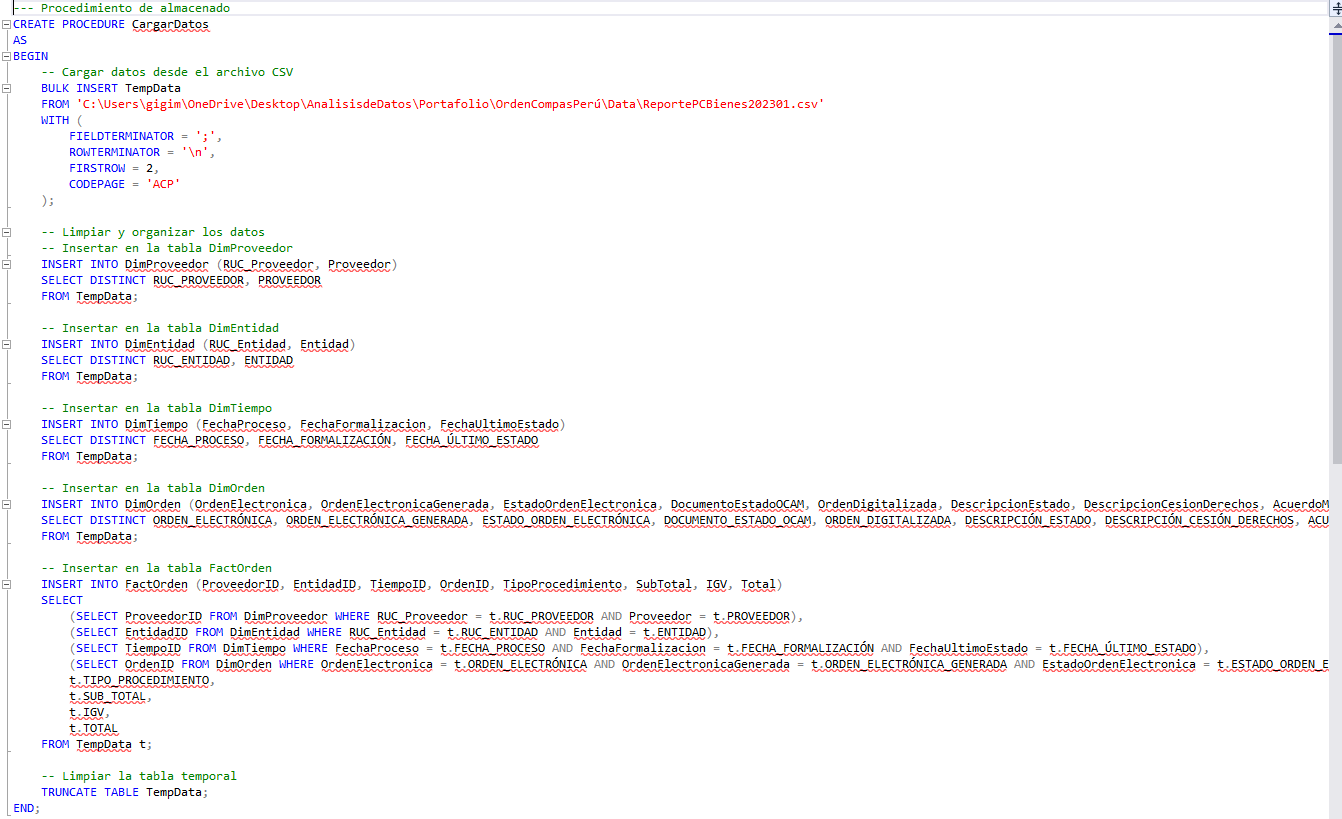 --- Procedimiento de almacenado
CREATE PROCEDURE CargarDatos
AS
BEGIN
    -- Cargar datos desde el archivo CSV
    BULK INSERT TempData
    FROM 'C:\Users\gigim\OneDrive\Desktop\AnalisisdeDatos\Portafolio\OrdenCompasPerú\Data\ReportePCBienes202301.csv'
    WITH (
        FIELDTERMINATOR = ';',
        ROWTERMINATOR = '\n',
        FIRSTROW = 2,
        CODEPAGE = 'ACP'
    );
    -- Limpiar y organizar los datos
    -- Insertar en la tabla DimProveedor
    INSERT INTO DimProveedor (RUC_Proveedor, Proveedor)
    SELECT DISTINCT RUC_PROVEEDOR, PROVEEDOR
    FROM TempData;
    -- Insertar en la tabla DimEntidad
    INSERT INTO DimEntidad (RUC_Entidad, Entidad)
    SELECT DISTINCT RUC_ENTIDAD, ENTIDAD
    FROM TempData;
    -- Insertar en la tabla DimTiempo
    INSERT INTO DimTiempo (FechaProceso, FechaFormalizacion, FechaUltimoEstado)
    SELECT DISTINCT FECHA_PROCESO, FECHA_FORMALIZACIÓN, FECHA_ÚLTIMO_ESTADO
    FROM TempData;
    -- Insertar en la tabla DimOrden
    INSERT INTO DimOrden (OrdenElectronica, OrdenElectronicaGenerada, EstadoOrdenElectronica, DocumentoEstadoOCAM, OrdenDigitalizada, DescripcionEstado, DescripcionCesionDerechos, AcuerdoM
    SELECT DISTINCT ORDEN_ELECTRÓNICA, ORDEN_ELECTRÓNICA_GENERADA, ESTADO_ORDEN_ELECTRÓNICA, DOCUMENTO_ESTADO_OCAM, ORDEN_DIGITALIZADA, DESCRIPCIÓN_ESTADO, DESCRIPCIÓN_CESIÓN_DERECHOS, ACU
    FROM TempData;
    -- Insertar en la tabla FactOrden
    INSERT INTO FactOrden (ProveedorID, EntidadID, TiempoID, OrdenID, TipoProcedimiento, SubTotal, IGV, Total)
    SELECT
        (SELECT ProveedorID FROM DimProveedor WHERE RUC_Proveedor = t.RUC_PROVEEDOR AND Proveedor = t.PROVEEDOR),
        (SELECT EntidadID FROM DimEntidad WHERE RUC_Entidad = t.RUC_ENTIDAD AND Entidad = t.ENTIDAD),
        (SELECT TiempoID FROM DimTiempo WHERE FechaProceso = t.FECHA_PROCESO AND FechaFormalizacion = t.FECHA_FORMALIZACIÓN AND FechaUltimoEstado = t.FECHA_ÚLTIMO_ESTADO),
        (SELECT OrdenID FROM DimOrden WHERE OrdenElectronica = t.ORDEN_ELECTRÓNICA AND OrdenElectronicaGenerada = t.ORDEN_ELECTRÓNICA_GENERADA AND EstadoOrdenElectronica = t.ESTADO_ORDEN_E
        t.TIPO_PROCEDIMIENTO,
        t.SUB_TOTAL,
        t.IGV,
        t.TOTAL
    FROM TempData t;
    -- Limpiar la tabla temporal
    TRUNCATE TABLE TempData;
END;